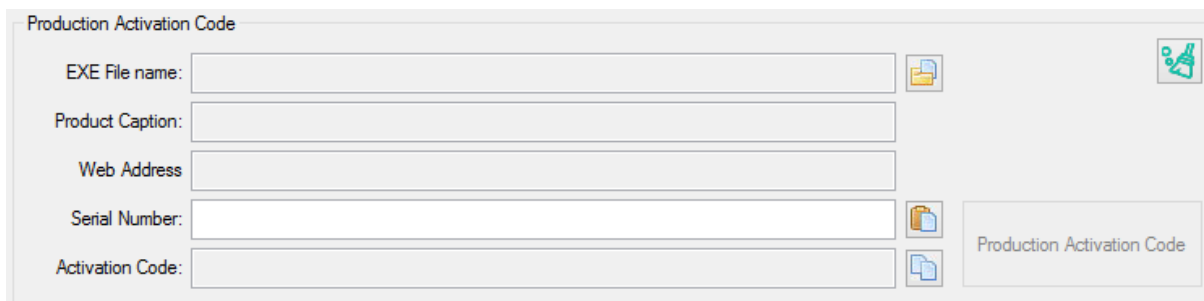 Production Activation Code
EXE File name:
Product Caption:
Web Address
Serial Number:
Activation Code:
Production Activation Code